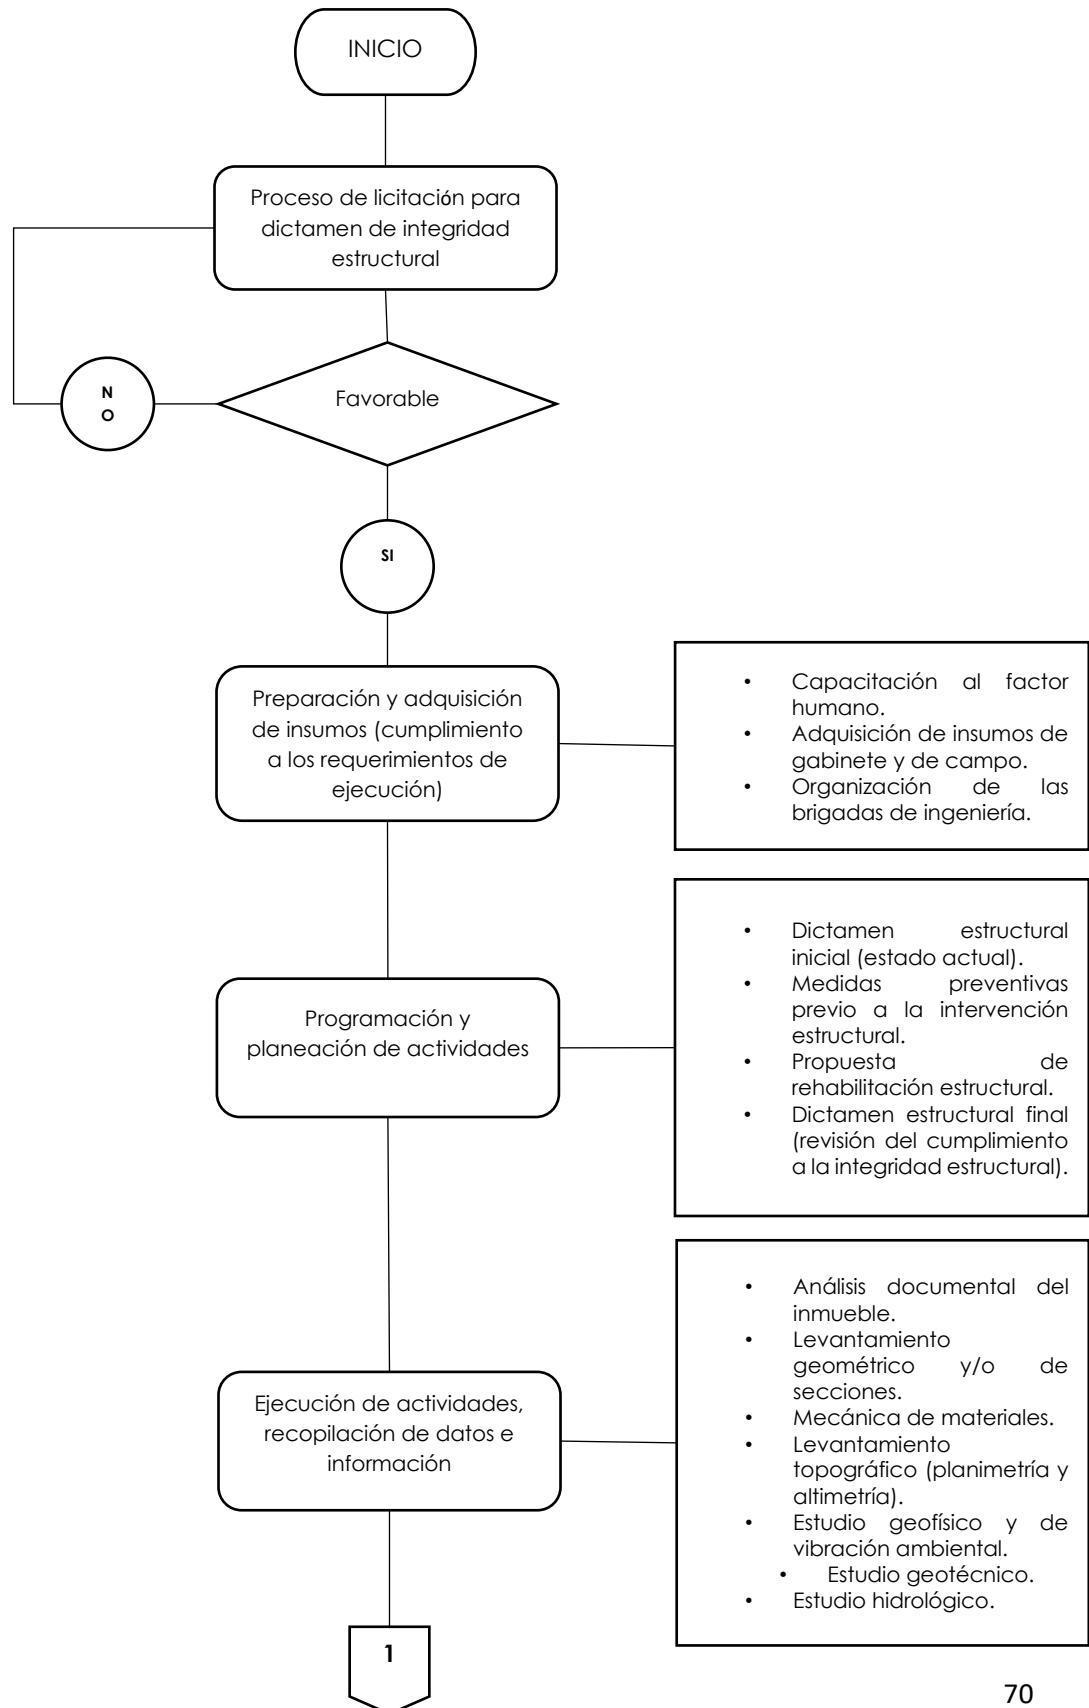 INICIO
Proceso de licitación para
dictamen de integridad
estructural
Favorable
N
O
SI
Preparación y adquisición
de insumos (cumplimiento
a los requerimientos de
ejecución)
• Capacitación al factor
humano.
• Adquisición de insumos de
gabinete y de campo.
• Organización de las
brigadas de ingeniería.
Programación y
planeación de actividades
• Dictamen estructural
inicial (estado actual).
• Medidas preventivas
previo a la intervención
estructural.
• Propuesta de
rehabilitación estructural.
• Dictamen estructural final
(revisión del cumplimiento
a la integridad estructural).
Ejecución de actividades,
recopilación de datos e
información
• Análisis documental del
inmueble.
• Levantamiento
geométrico y/o de
secciones.
• Mecánica de materiales.
• Levantamiento
topográfico (planimetría y
altimetría).
• Estudio geofísico y de
vibración ambiental.
• Estudio geotécnico.
• Estudio hidrológico.
1
70